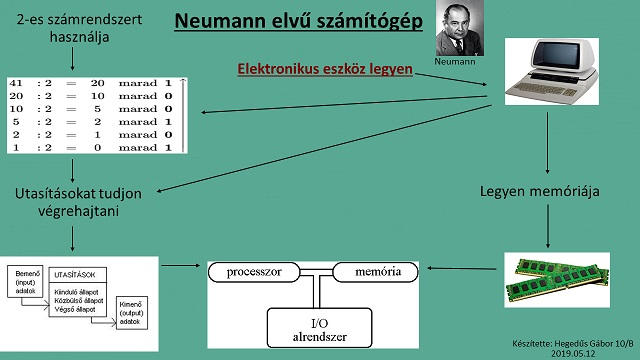 2-es számrendszert
használja
Neumann elvű számítógép
Neumann
Elektronikus eszköz legyen
41 : 2 = 20 marad 1
20 : 2 = 10 marad 0
10 : 2 = 5 marad 0
5 : 2 = 2 marad 1
2 : 2 = 1 marad 0
1 : 2 = 0 marad 1
Utasításokat tudjon
végrehajtani
Legyen memóriája
Bemenő
(input)
adatok
UTASÍTÁSOK
Kiinduló állapot
Közbülső állapot
Végső állapot
Kimenő
(output)
adatok
processzor
memória
I/O
alrendszer
Készítette: Hegedűs Gábor 10/B
2019.05.12